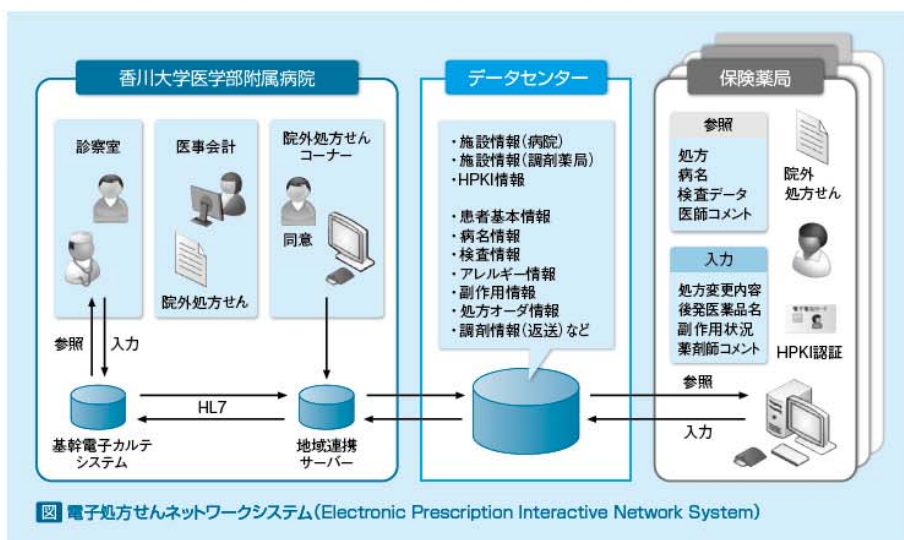 香川大学医学部附属病院
診察室
参照
入力
基幹電子カルテ
システム
医事会計
院外処方せん
院外処方せん
コーナー
同意
HL7
地域連携
サーバー
データセンター
・施設情報(病院)
・施設情報(調剤薬局)
・HPKI情報
・患者基本情報
・病名情報
・検査情報
・アレルギー情報
・副作用情報
・処方オーダ情報
・調剤情報(返送)など
保険薬局
参照
処方
病名
検査データ
医師コメント
院外
処方せん
入力
処方変更内容
後発医薬品名
副作用状況
薬剤師コメント
HPKI認証
参照
入力
図 電子処方せんネットワークシステム(Electronic Prescription Interactive Network System)